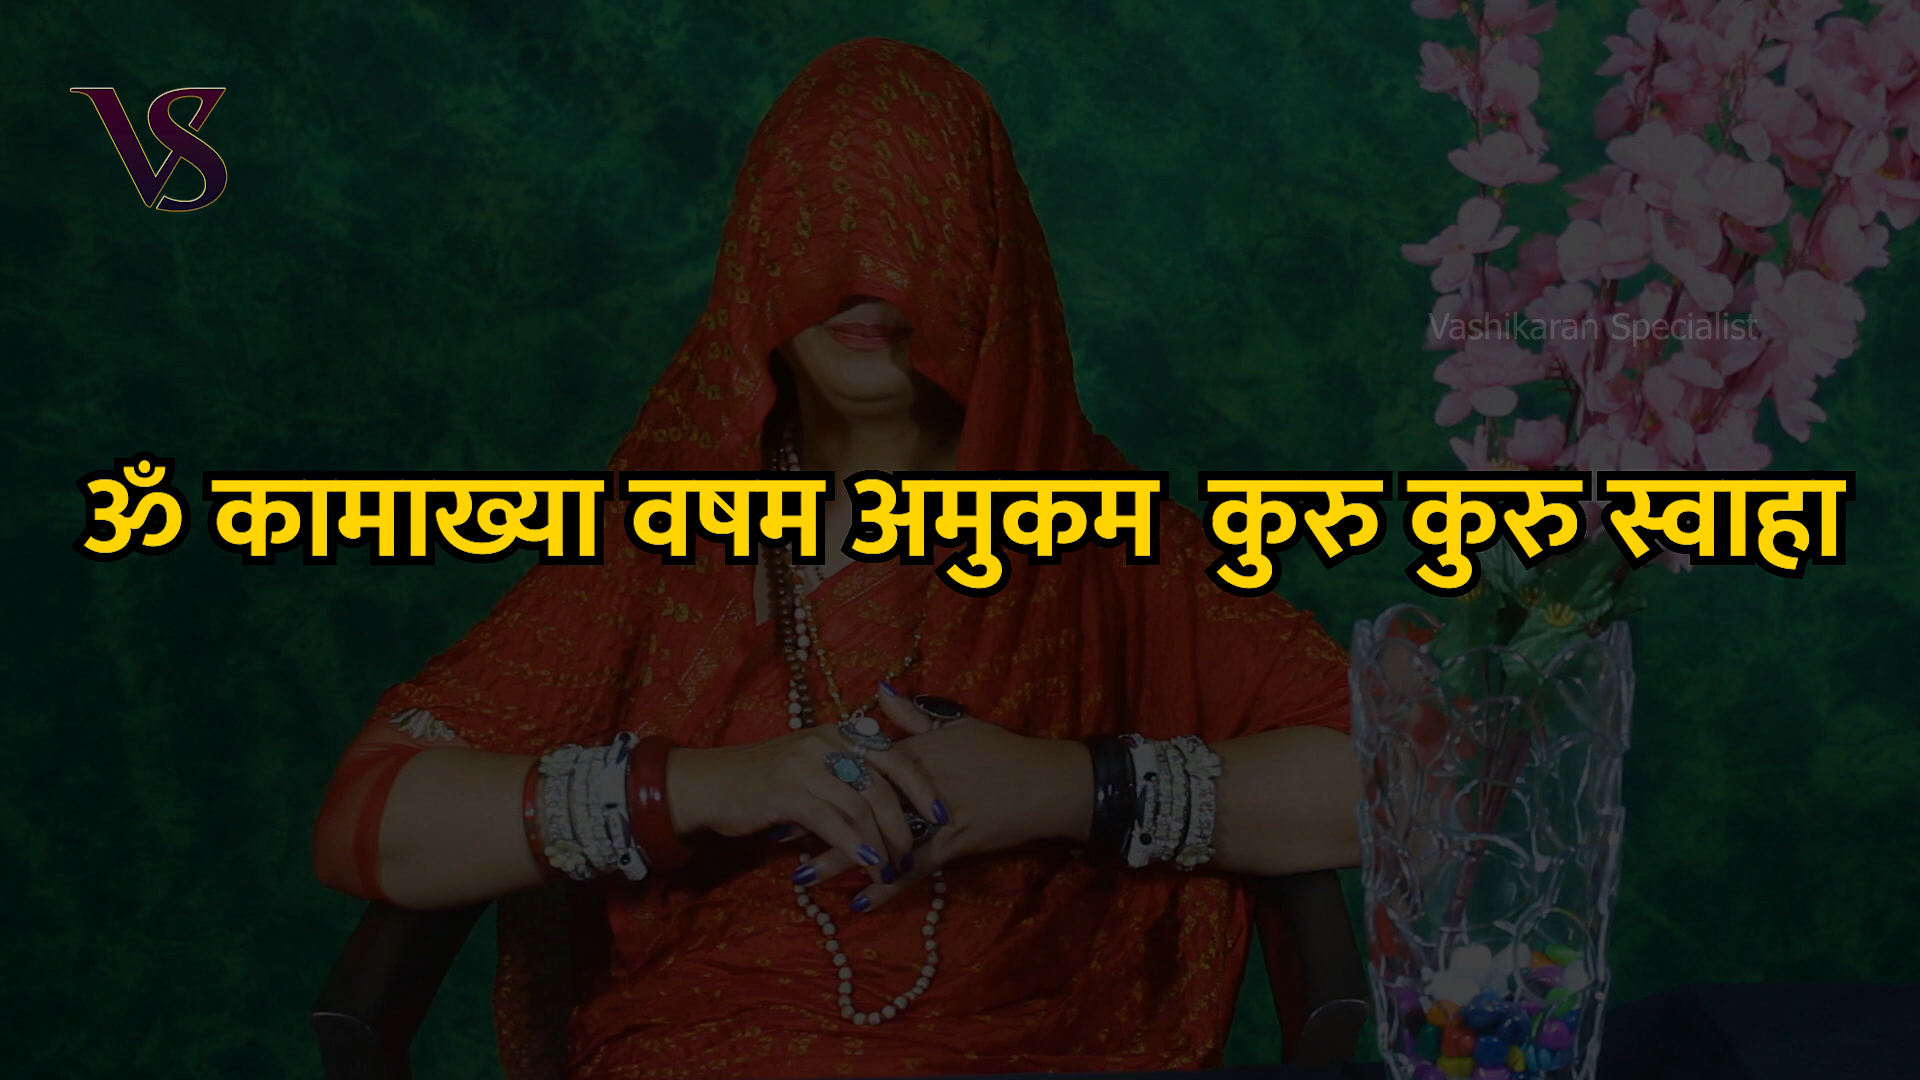 VS
Vashikaran Specialist
ॐ कामाख्या वषम अमुकम कुरु कुरु स्वाहा